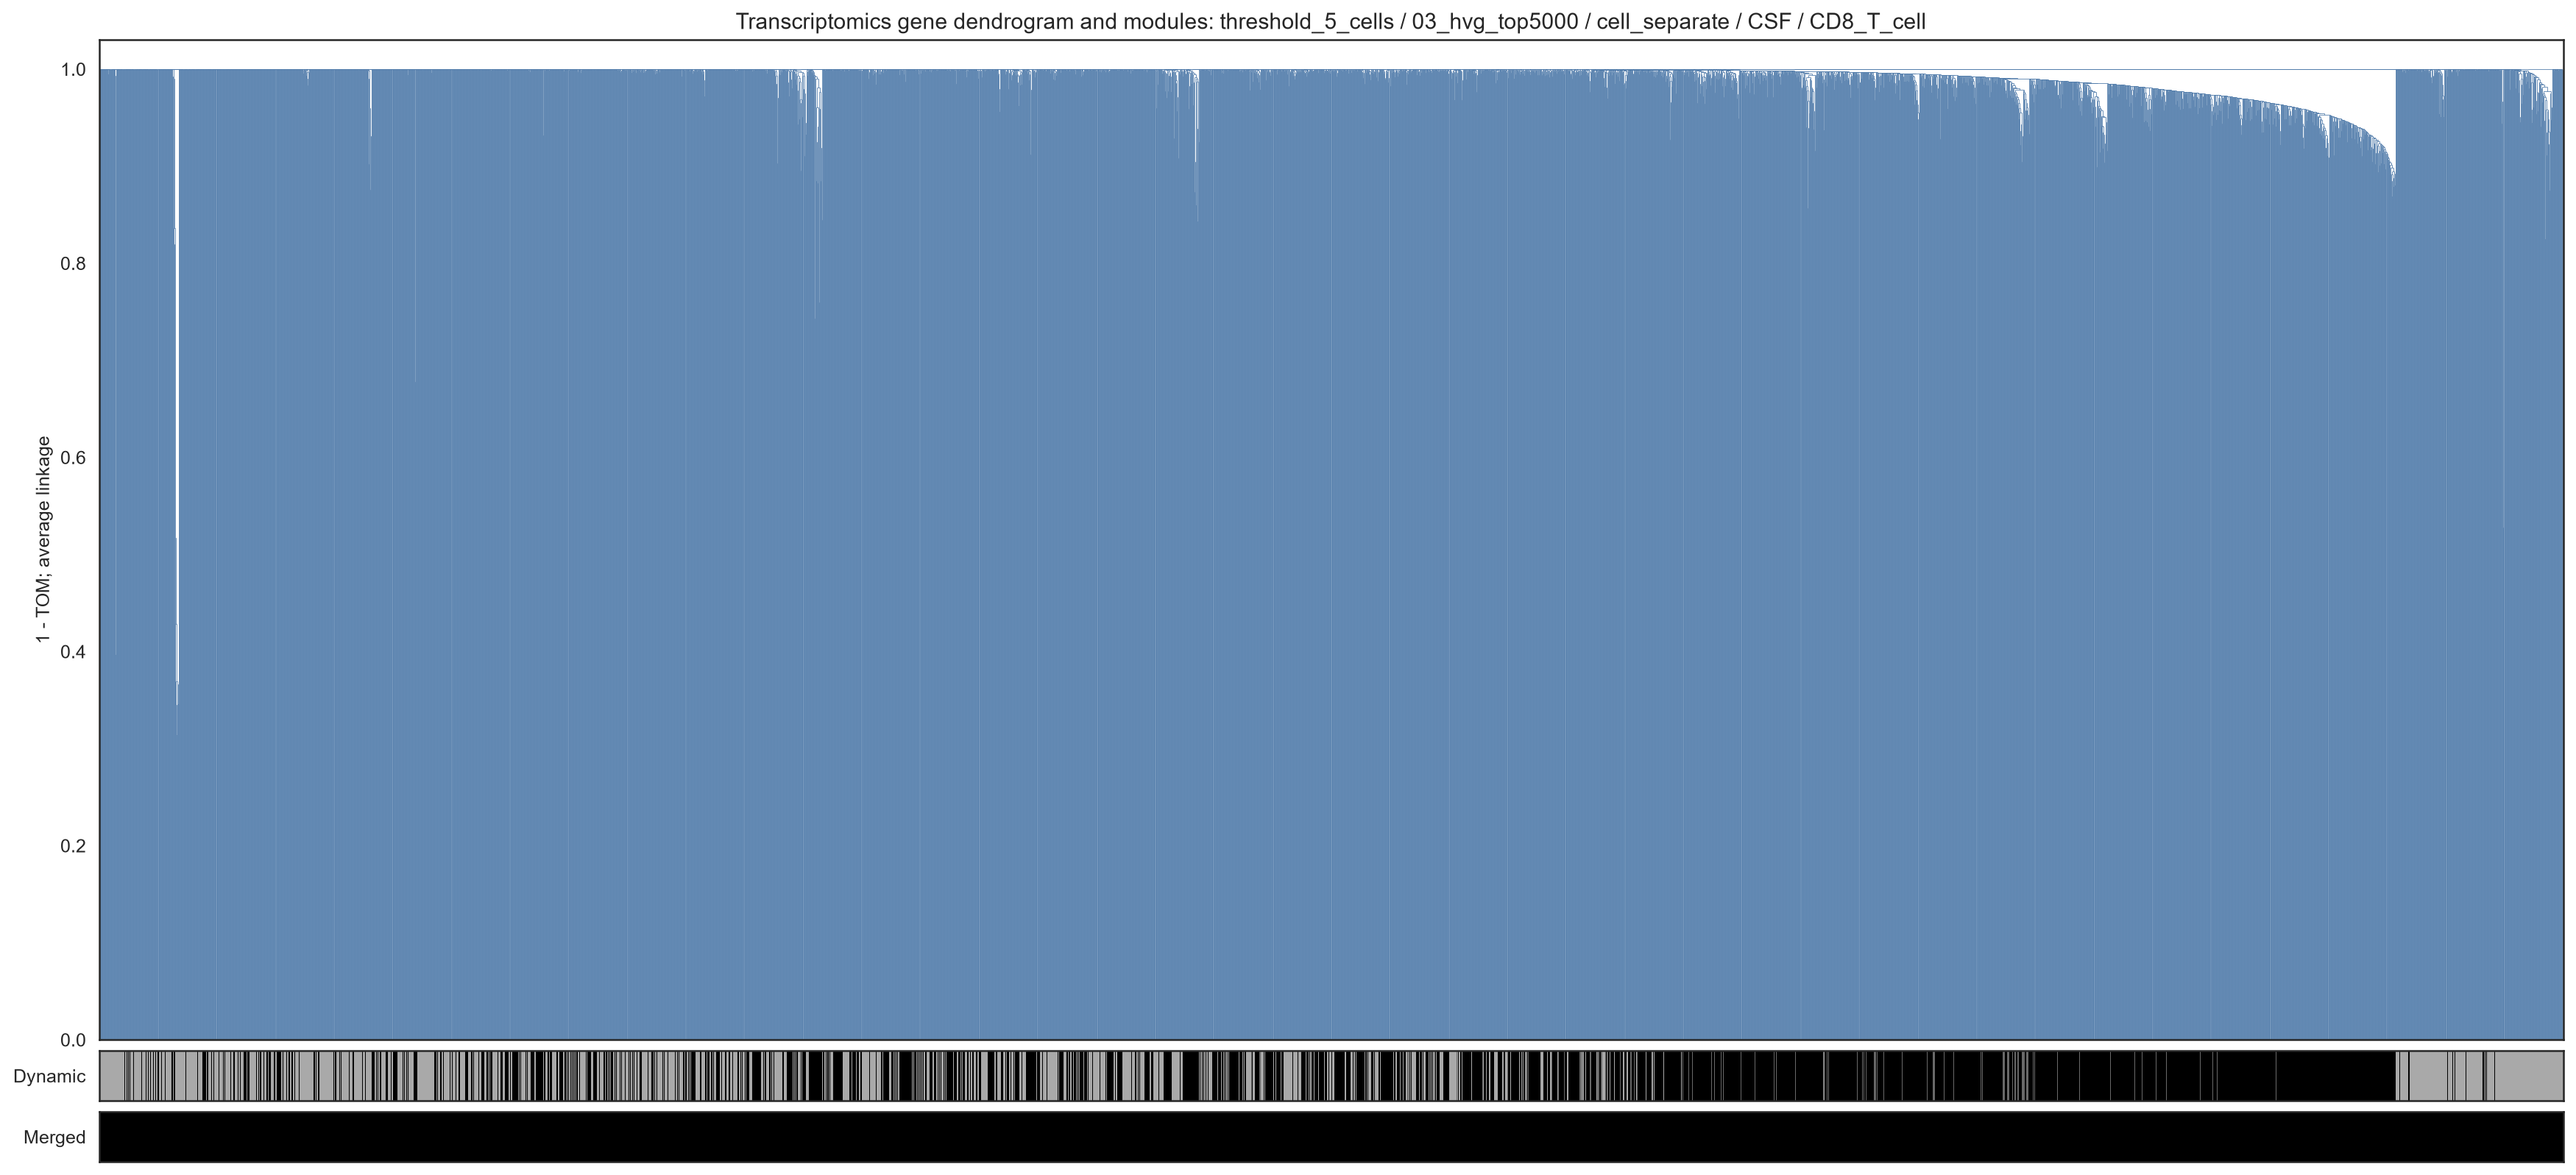 Transcriptomics gene dendrogram and modules: threshold_5_cells / 03_hvg_top5000 / cell_separate / CSF / CD8_T_cell
1.0
0.8
0.6
0.4
0.2
0.0
1 - TOM; average linkage
Dynamic
Merged